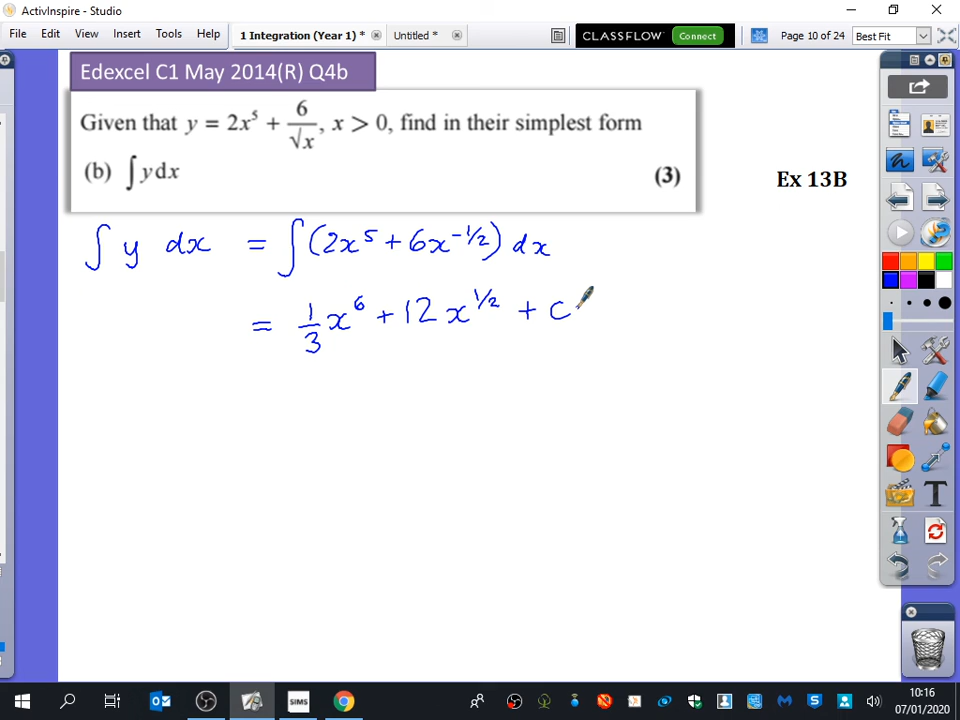 ActivInspire - Studio
File Edit View Insert Tools Help
1 Integration (Year 1) *
Untitled *
CLASSFLOW Connect
Page 10 of 24
Best Fit
Edexcel C1 May 2014(R) Q4b
Given that y = 2x⁵ + 6/√x, x > 0, find in their simplest form
(b) ∫ y dx
(3)
Ex 13B
∫ y dx = ∫(2x⁵ + 6x^(-1/2)) dx
= 1/3 x⁶ + 12x^(1/2) + c
T
SIMS
10:16
07/01/2020